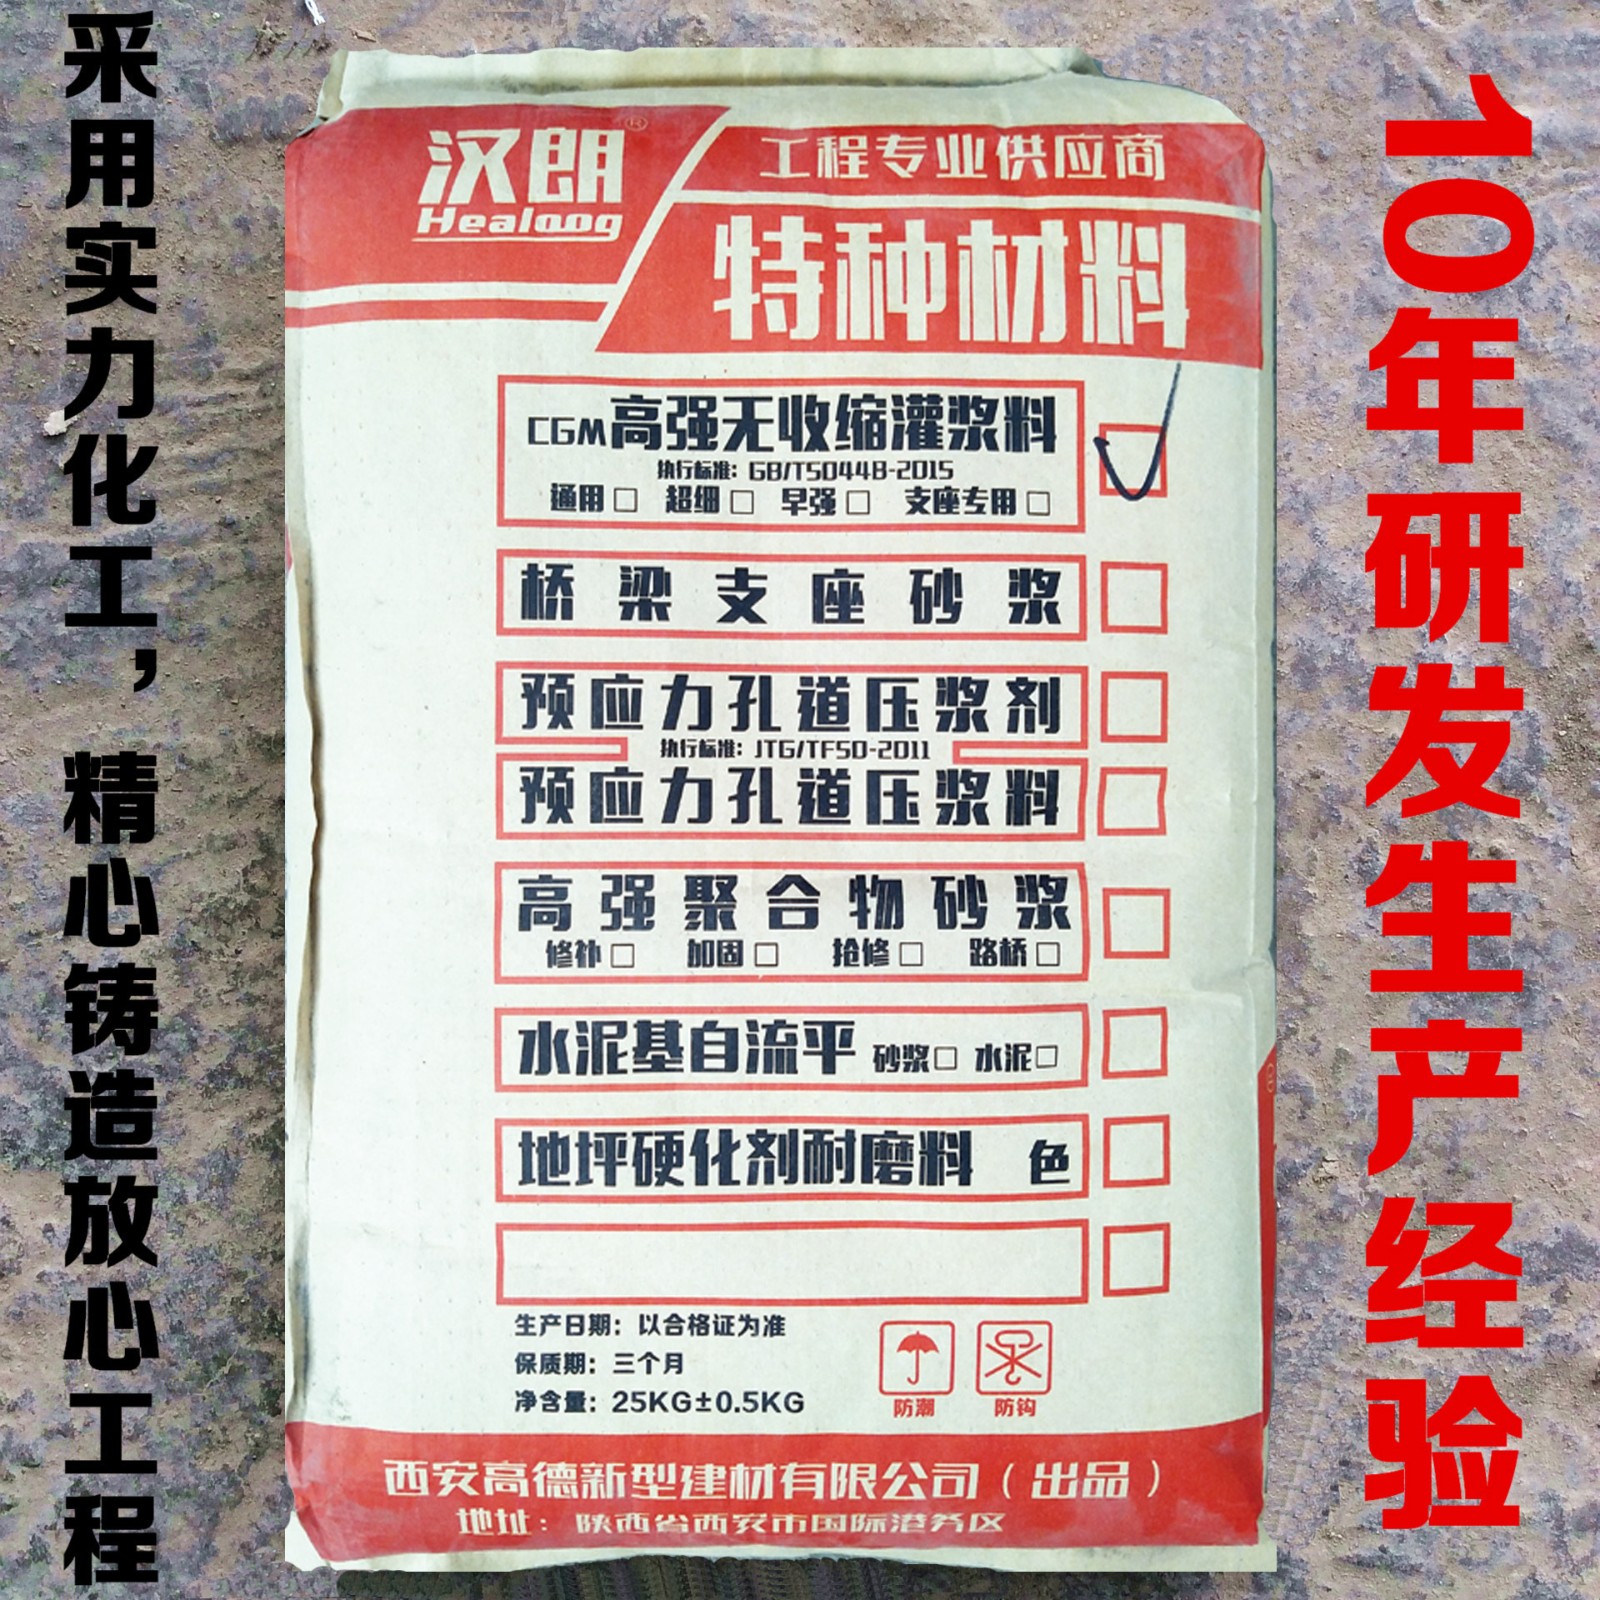 采用实力化工，精心铸造放心工程
汉朗®
Healoong
工程专业供应商
特种材料
CGM高强无收缩灌浆料
执行标准：GB/T50448-2015
通用□ 超细□ 早强□ 支座专用□
桥梁支座砂浆
预应力孔道压浆剂
执行标准：JTG/TF50-2011
预应力孔道压浆料
高强聚合物砂浆
修补□ 加固□ 抢修□ 路桥□
水泥基自流平 砂浆□ 水泥□
地坪硬化剂耐磨料 色
生产日期：以合格证为准
保质期：三个月
净含量：25KG±0.5KG
防潮 防钩
西安高德新型建材有限公司（出品）
地址：陕西省西安市国际港务区
10年研发生产经验